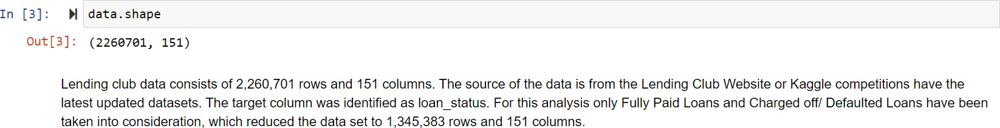 In [3]: data.shape
Out[3]: (2260701, 151)
Lending club data consists of 2,260,701 rows and 151 columns. The source of the data is from the Lending Club Website or Kaggle competitions have the
latest updated datasets. The target column was identified as loan_status. For this analysis only Fully Paid Loans and Charged off/ Defaulted Loans have been
taken into consideration, which reduced the data set to 1,345,383 rows and 151 columns.